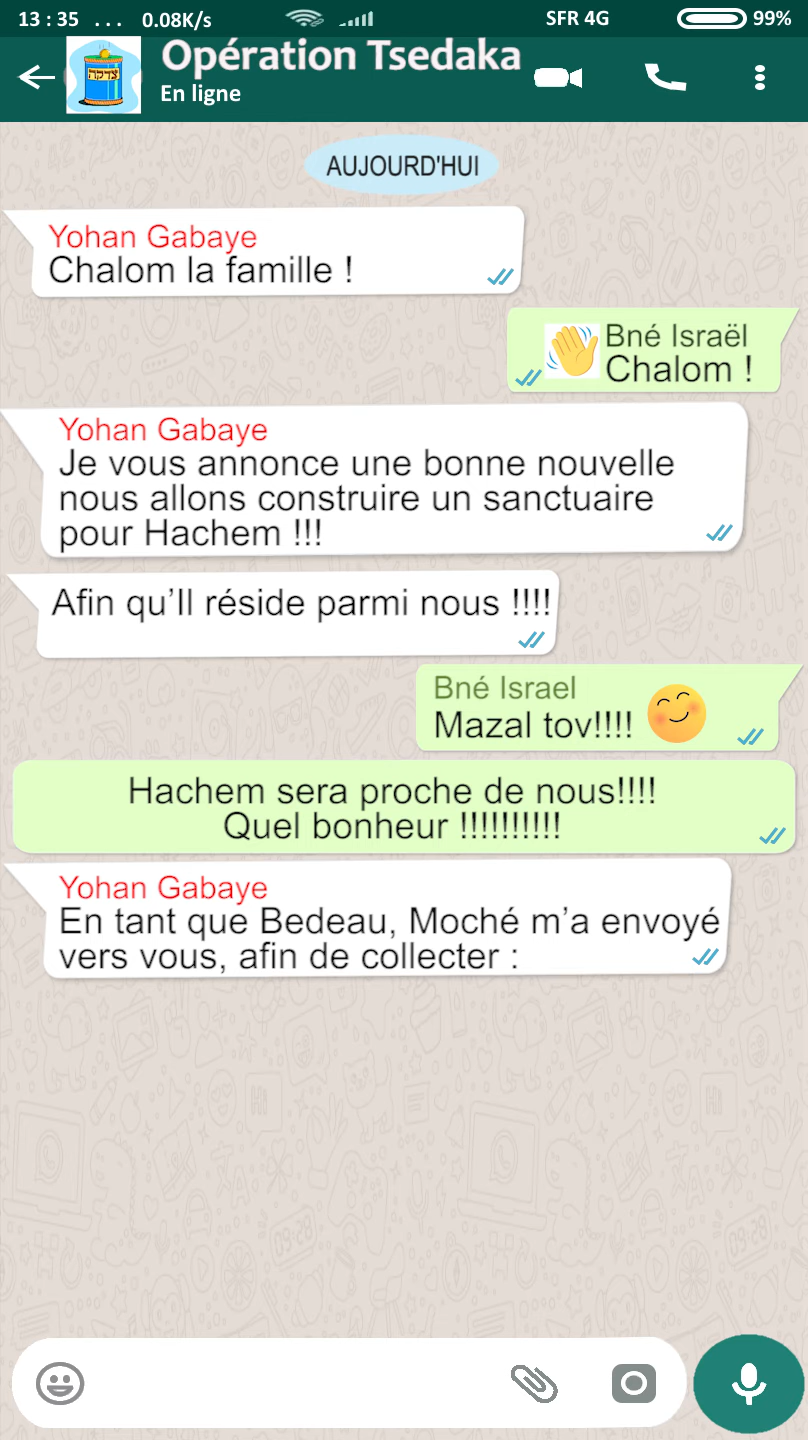 13 : 35 ... 0.08K/s SFR 4G 99%
Opération Tsedaka
צדקה
En ligne
AUJOURD'HUI
Yohan Gabaye
Chalom la famille !
Bné Israël
Chalom !
Yohan Gabaye
Je vous annonce une bonne nouvelle
nous allons construire un sanctuaire
pour Hachem !!!
Afin qu’Il réside parmi nous !!!!
Bné Israel
Mazal tov!!!!
Hachem sera proche de nous!!!!
Quel bonheur !!!!!!!!!!
Yohan Gabaye
En tant que Bedeau, Moché m’a envoyé
vers vous, afin de collecter :